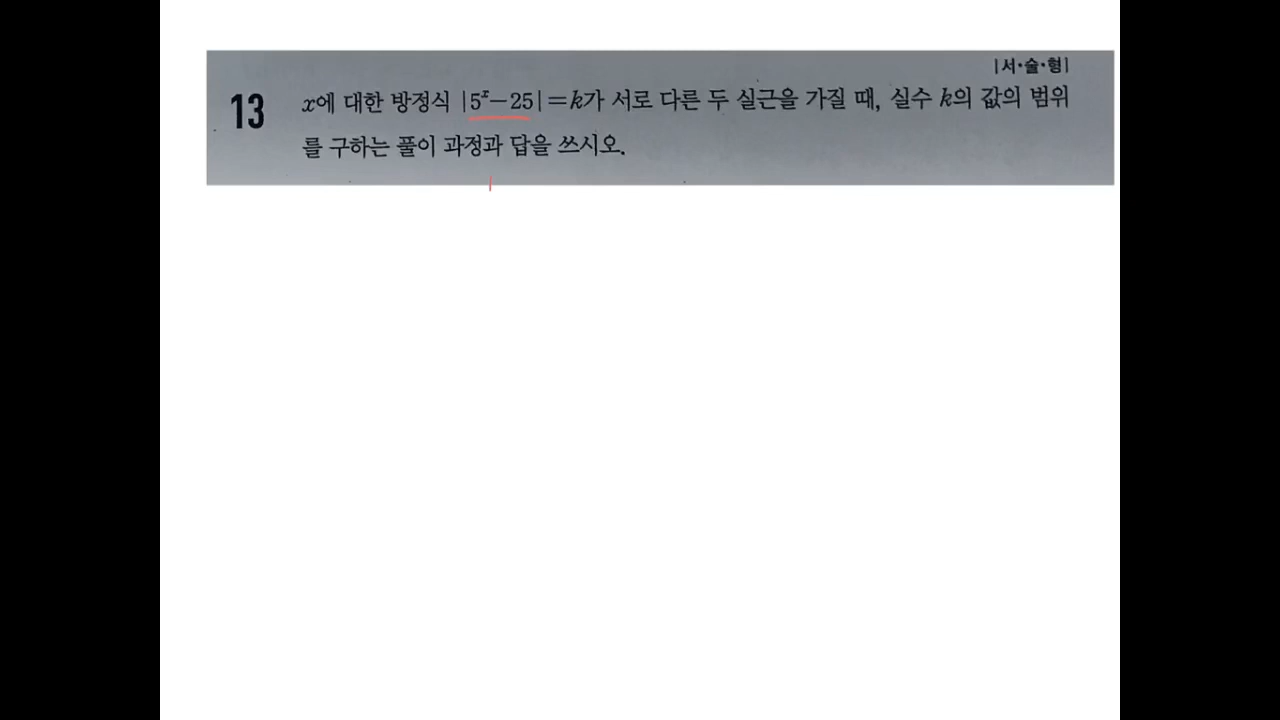 |서·술·형|
13 x에 대한 방정식 |5ˣ−25|=k가 서로 다른 두 실근을 가질 때, 실수 k의 값의 범위
를 구하는 풀이 과정과 답을 쓰시오.